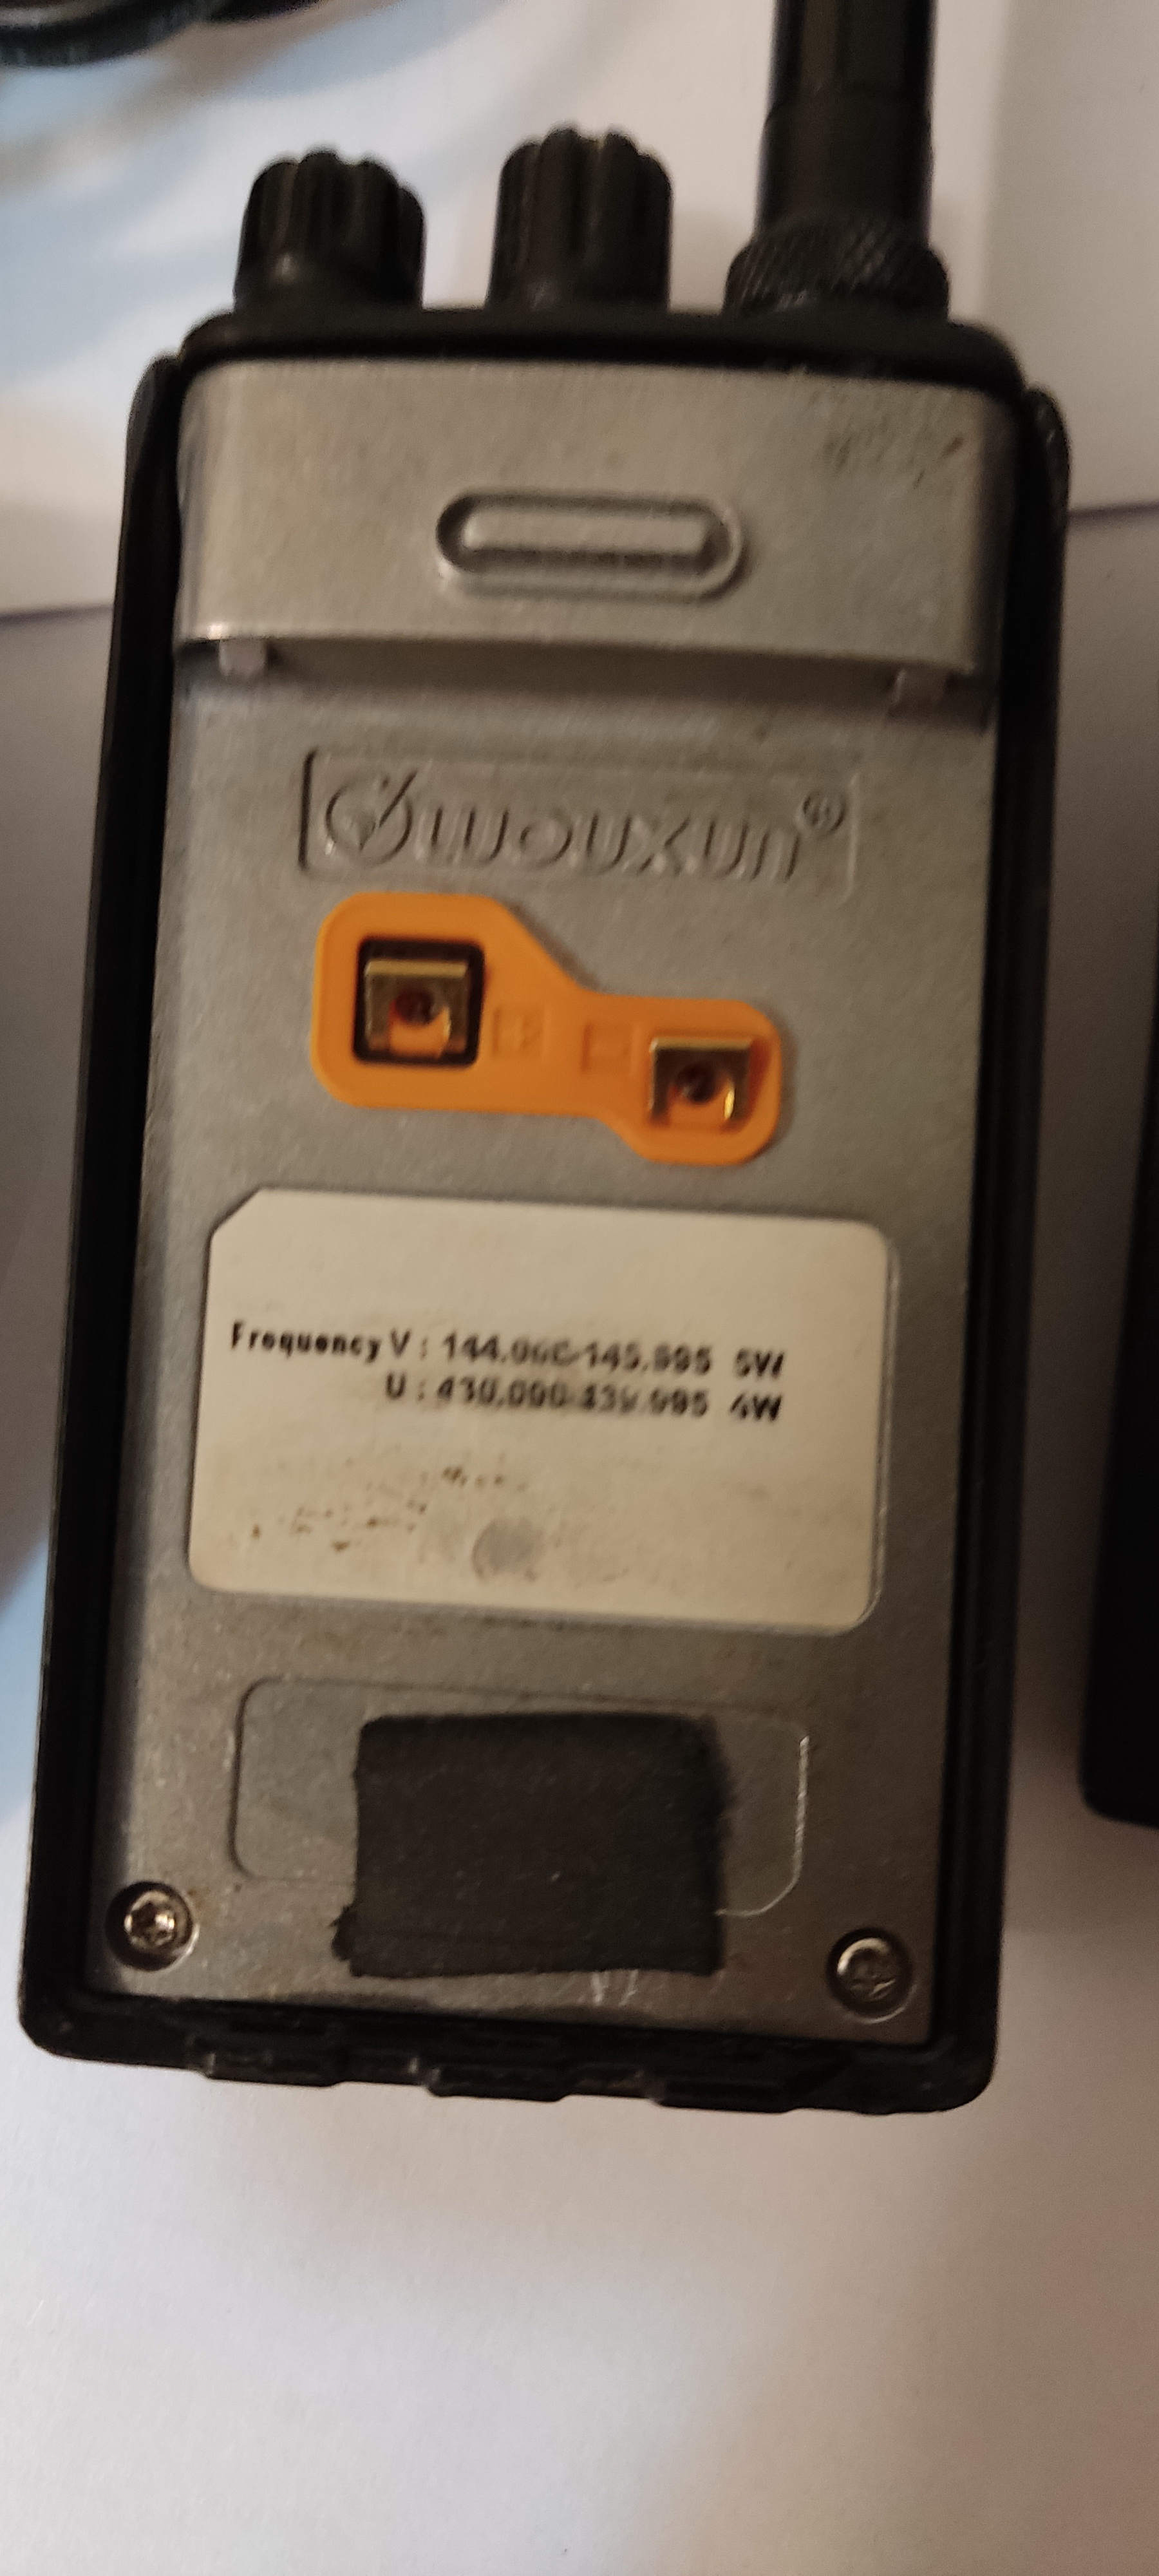 wouxun®
Frequency V : 144.000-145.995 5W
U : 430.000-439.995 4W